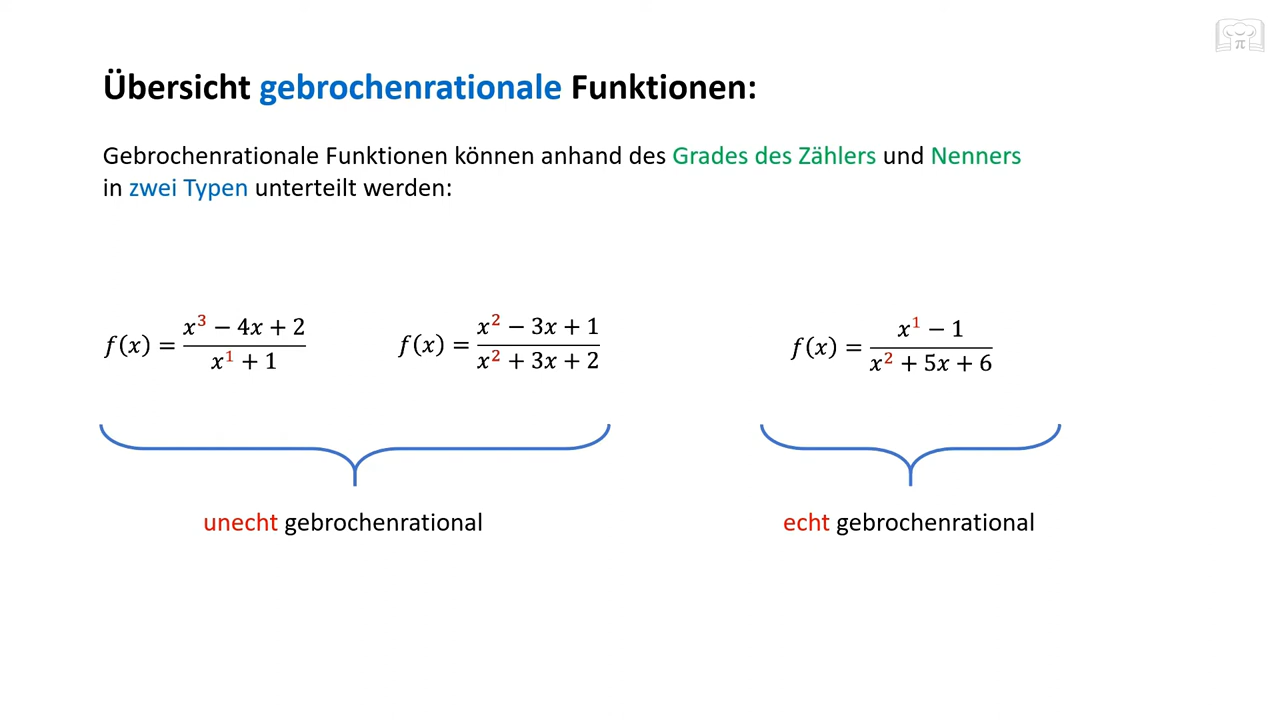 Übersicht gebrochenrationale Funktionen:
Gebrochenrationale Funktionen können anhand des Grades des Zählers und Nenners
in zwei Typen unterteilt werden:
f(x) = (x³ − 4x + 2)/(x¹ + 1)
f(x) = (x² − 3x + 1)/(x² + 3x + 2)
f(x) = (x¹ − 1)/(x² + 5x + 6)
unecht gebrochenrational
echt gebrochenrational
π